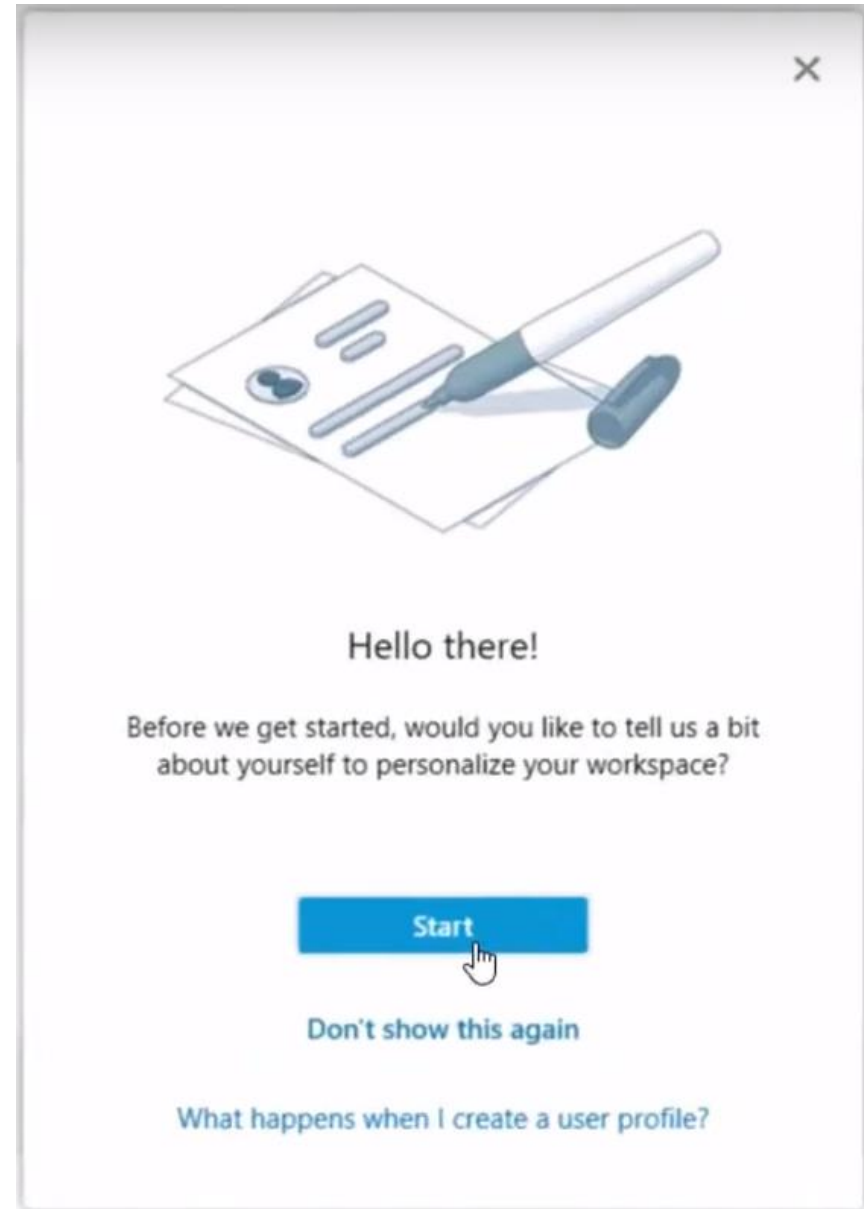 Hello there!
Before we get started, would you like to tell us a bit
about yourself to personalize your workspace?
Start
Don't show this again
What happens when I create a user profile?